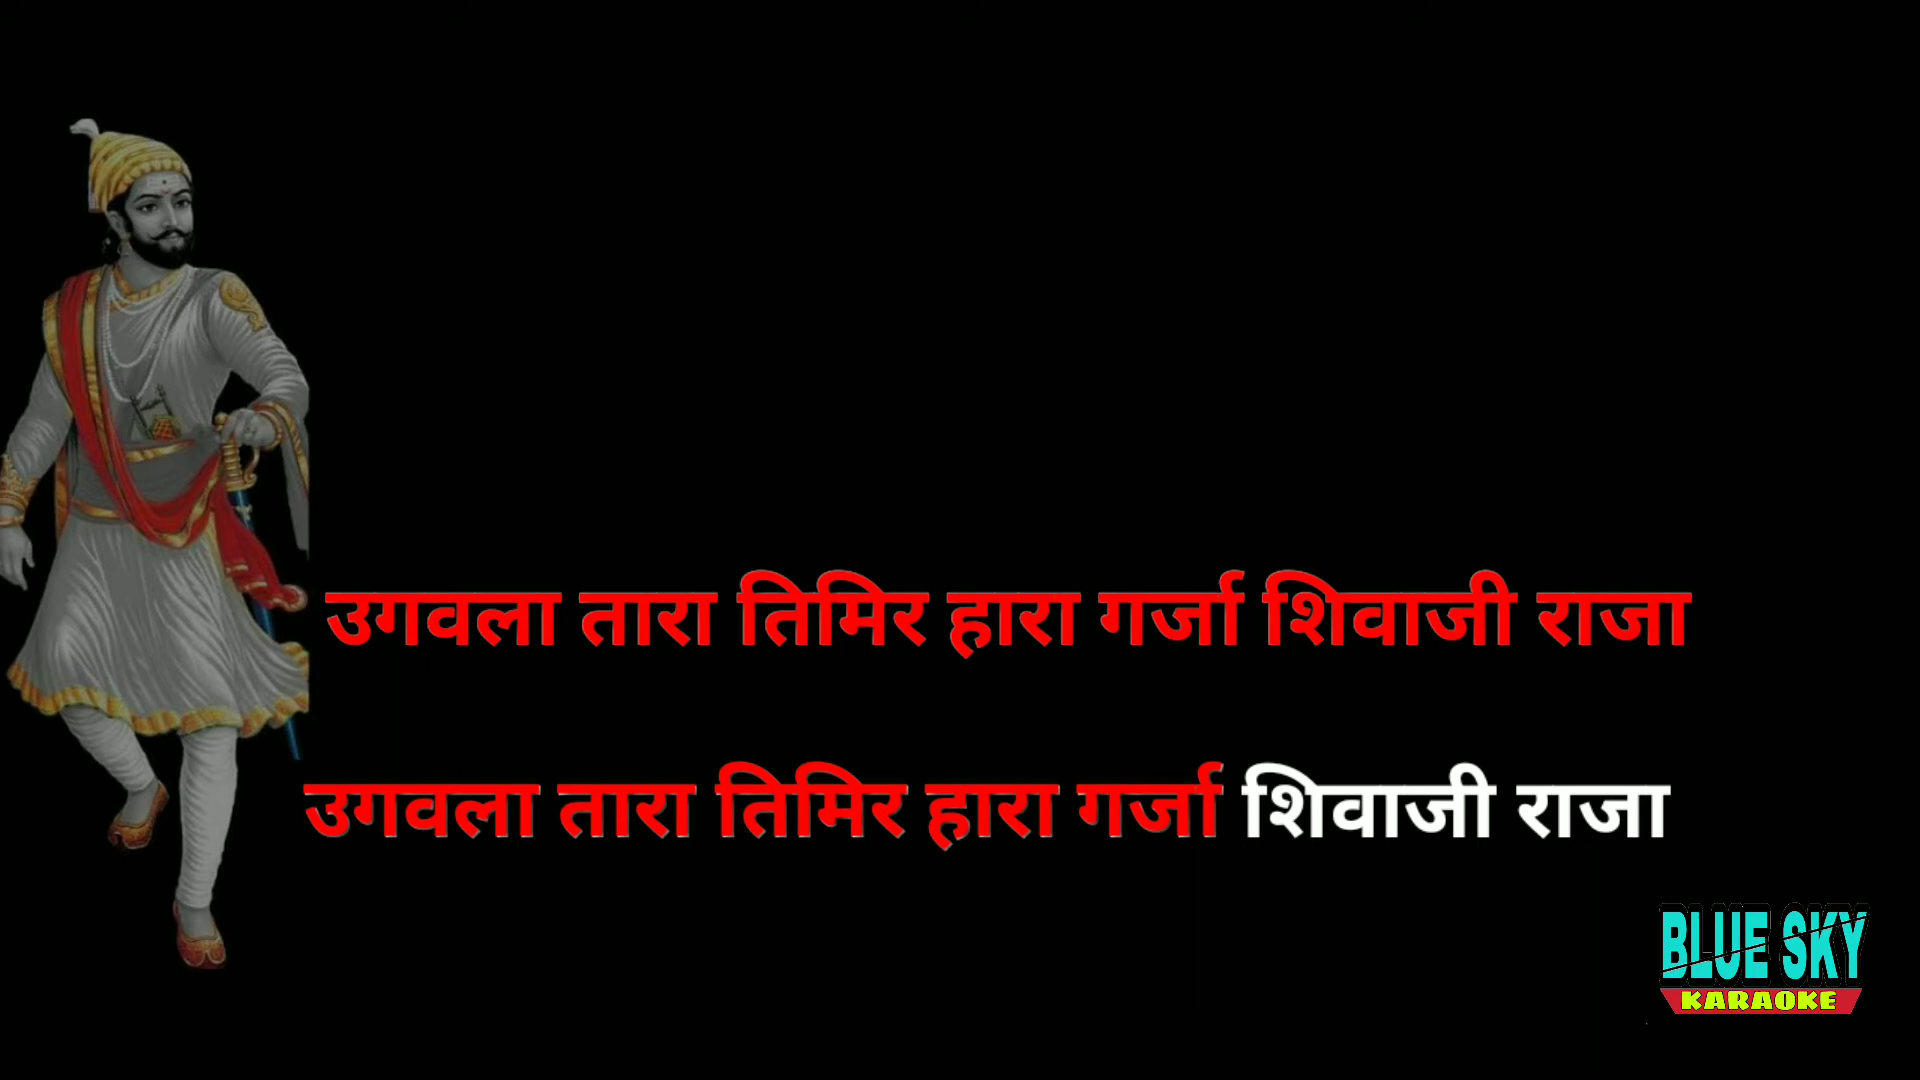 उगवला तारा तिमिर हारा गर्जा शिवाजी राजा
उगवला तारा तिमिर हारा गर्जा शिवाजी राजा
BLUE SKY
KARAOKE